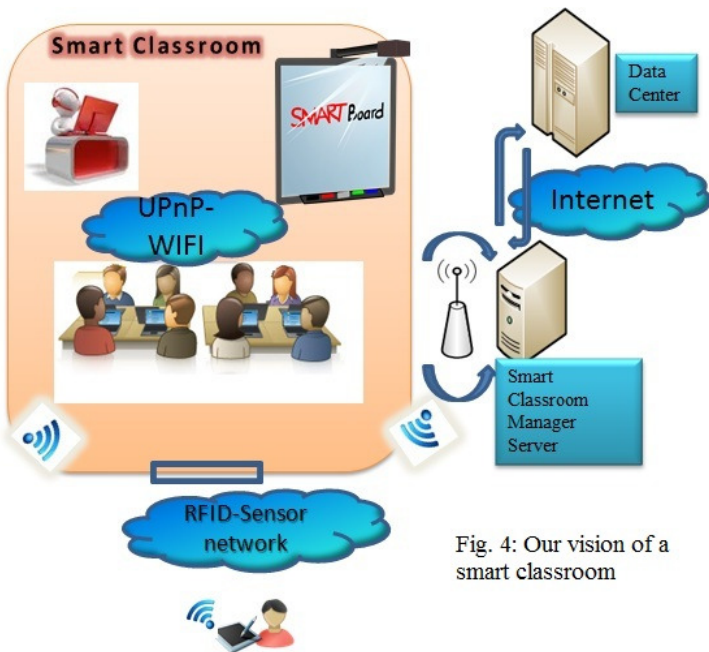 Smart Classroom
SMART Board
Data
Center
UPnP-
WIFI
Internet
Smart
Classroom
Manager
Server
RFID-Sensor
network
Fig. 4: Our vision of a
smart classroom